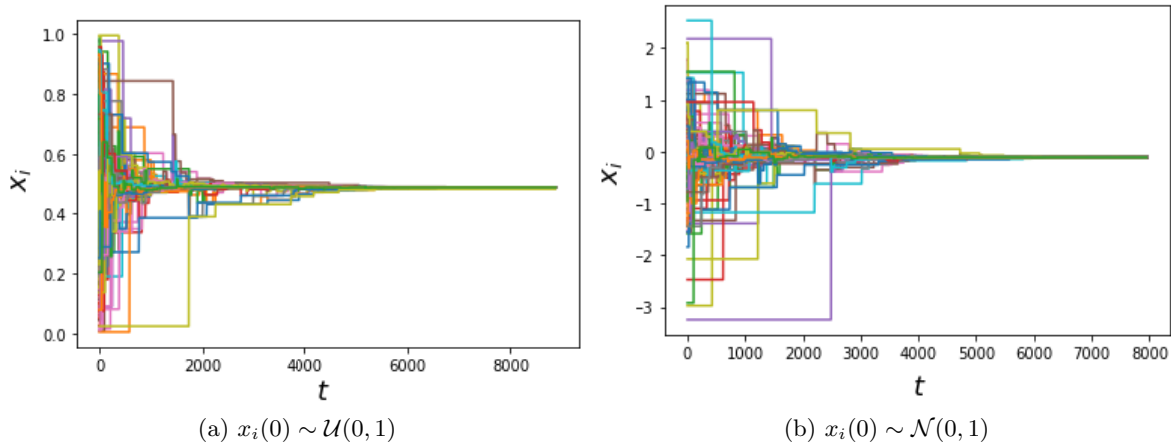 1.0
0.8
0.6
0.4
0.2
0.0
x_i
0 2000 4000 6000 8000
t
(a) x_i(0) ∼ 𝒰(0, 1)
2
1
0
−1
−2
−3
x_i
0 1000 2000 3000 4000 5000 6000 7000 8000
t
(b) x_i(0) ∼ 𝒩(0, 1)